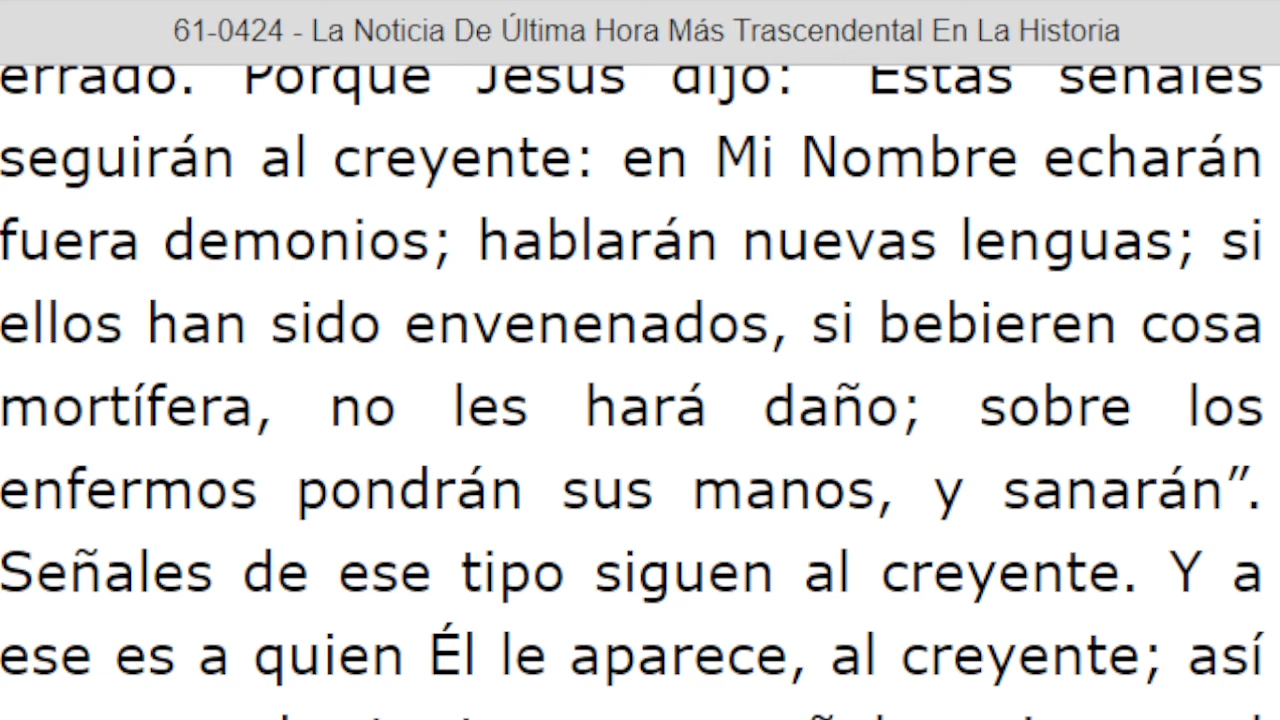 61-0424 - La Noticia De Última Hora Más Trascendental En La Historia
errado. Porque Jesús dijo: “Estas señales
seguirán al creyente: en Mi Nombre echarán
fuera demonios; hablarán nuevas lenguas; si
ellos han sido envenenados, si bebieren cosa
mortífera, no les hará daño; sobre los
enfermos pondrán sus manos, y sanarán”.
Señales de ese tipo siguen al creyente. Y a
ese es a quien Él le aparece, al creyente; así